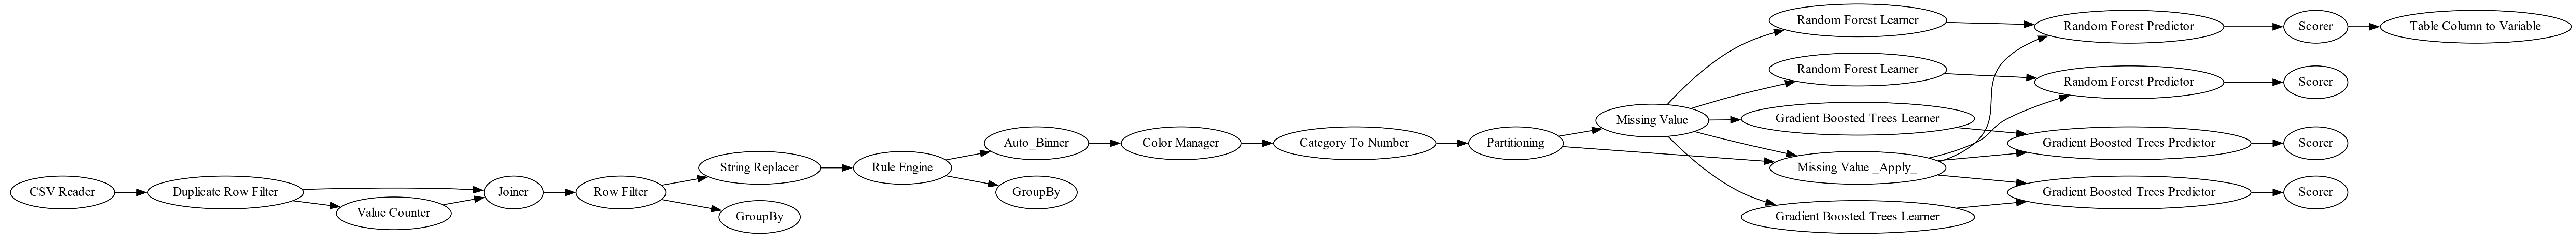 CSV Reader
Duplicate Row Filter
Value Counter
Joiner
Row Filter
String Replacer
GroupBy
Rule Engine
Auto_Binner
GroupBy
Color Manager
Category To Number
Partitioning
Missing Value
Missing Value _Apply_
Random Forest Learner
Random Forest Learner
Gradient Boosted Trees Learner
Gradient Boosted Trees Learner
Random Forest Predictor
Random Forest Predictor
Gradient Boosted Trees Predictor
Gradient Boosted Trees Predictor
Scorer
Scorer
Scorer
Scorer
Table Column to Variable